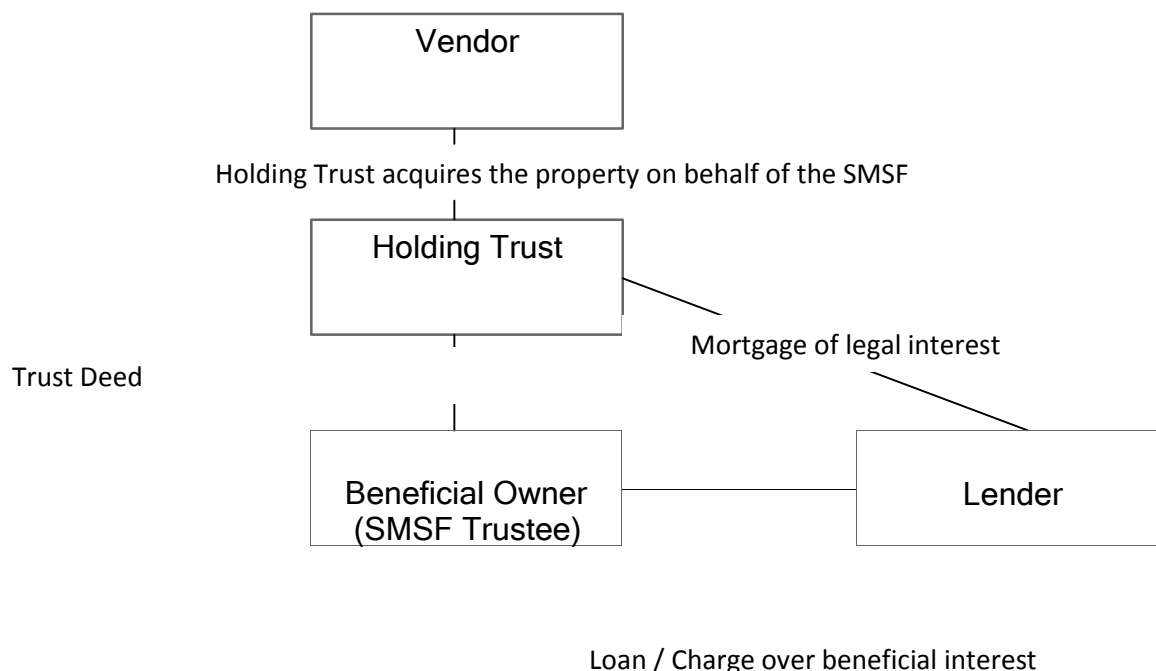 Vendor
Holding Trust acquires the property on behalf of the SMSF
Holding Trust
Mortgage of legal interest
Trust Deed
Beneficial Owner
(SMSF Trustee)
Lender
Loan / Charge over beneficial interest